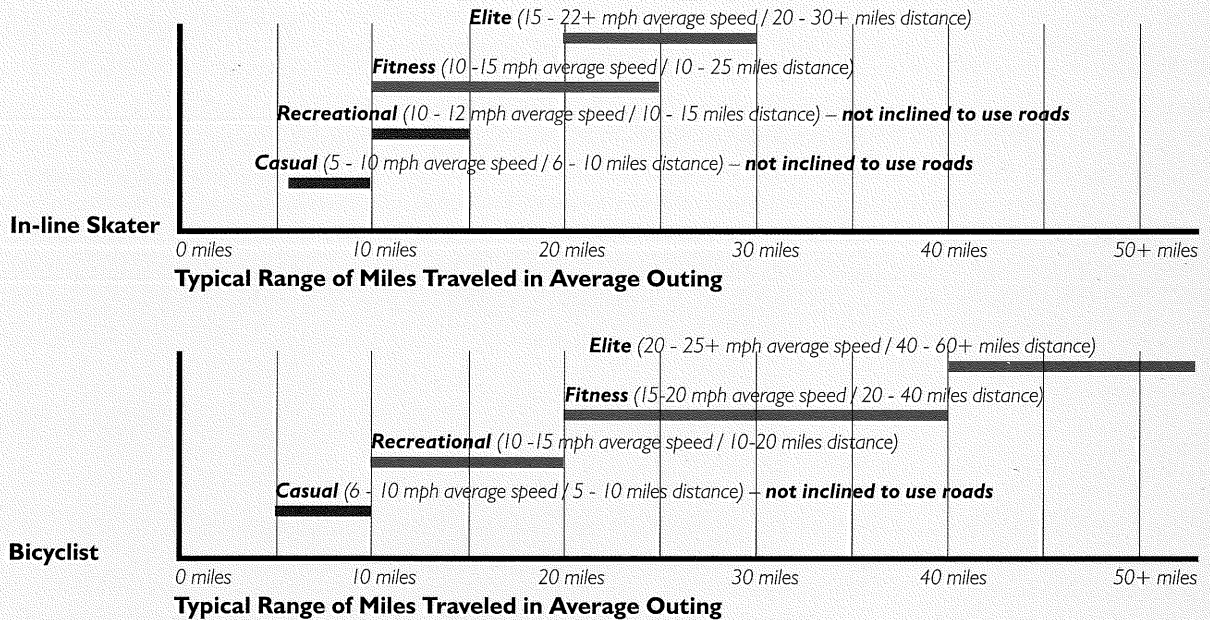 Elite (15 - 22+ mph average speed / 20 - 30+ miles distance)
Fitness (10 -15 mph average speed / 10 - 25 miles distance)
Recreational (10 - 12 mph average speed / 10 - 15 miles distance) – not inclined to use roads
Casual (5 - 10 mph average speed / 6 - 10 miles distance) – not inclined to use roads
In-line Skater
0 miles 10 miles 20 miles 30 miles 40 miles 50+ miles
Typical Range of Miles Traveled in Average Outing
Elite (20 - 25+ mph average speed / 40 - 60+ miles distance)
Fitness (15-20 mph average speed / 20 - 40 miles distance)
Recreational (10 -15 mph average speed / 10-20 miles distance)
Casual (6 - 10 mph average speed / 5 - 10 miles distance) – not inclined to use roads
Bicyclist
0 miles 10 miles 20 miles 30 miles 40 miles 50+ miles
Typical Range of Miles Traveled in Average Outing